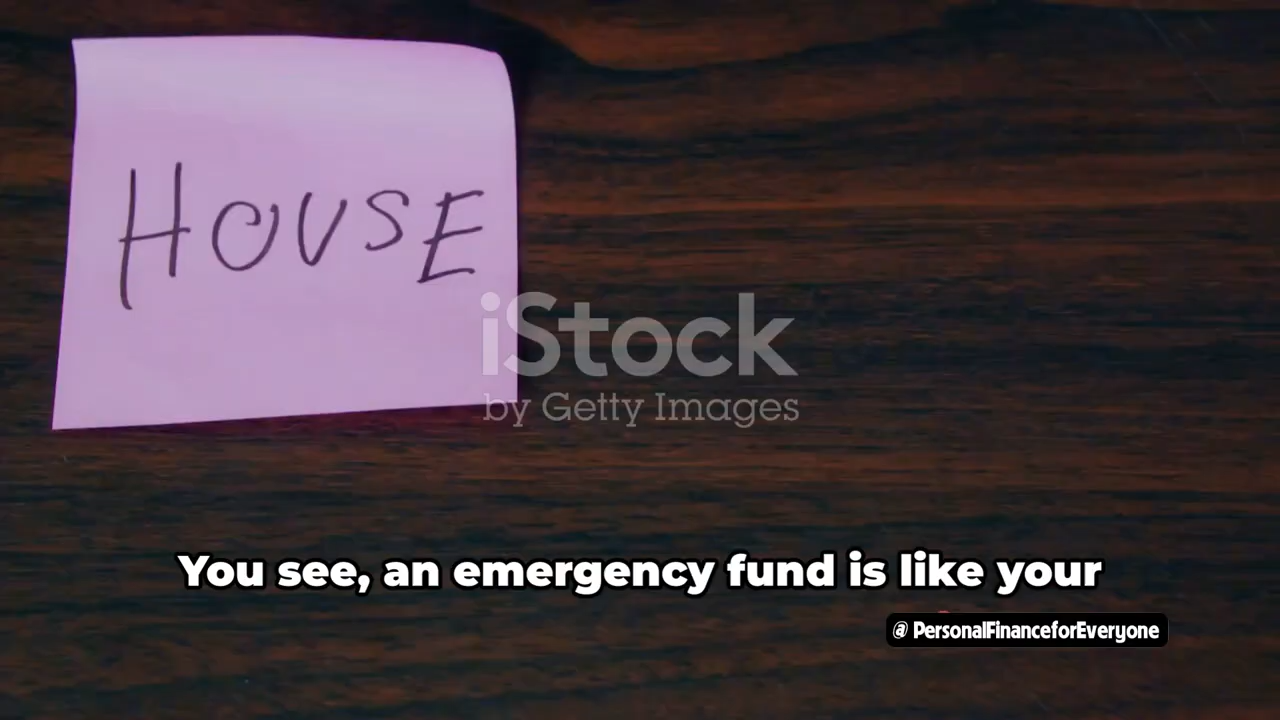 HOUSE
iStock
by Getty Images
You see, an emergency fund is like your
@ PersonalFinanceforEveryone